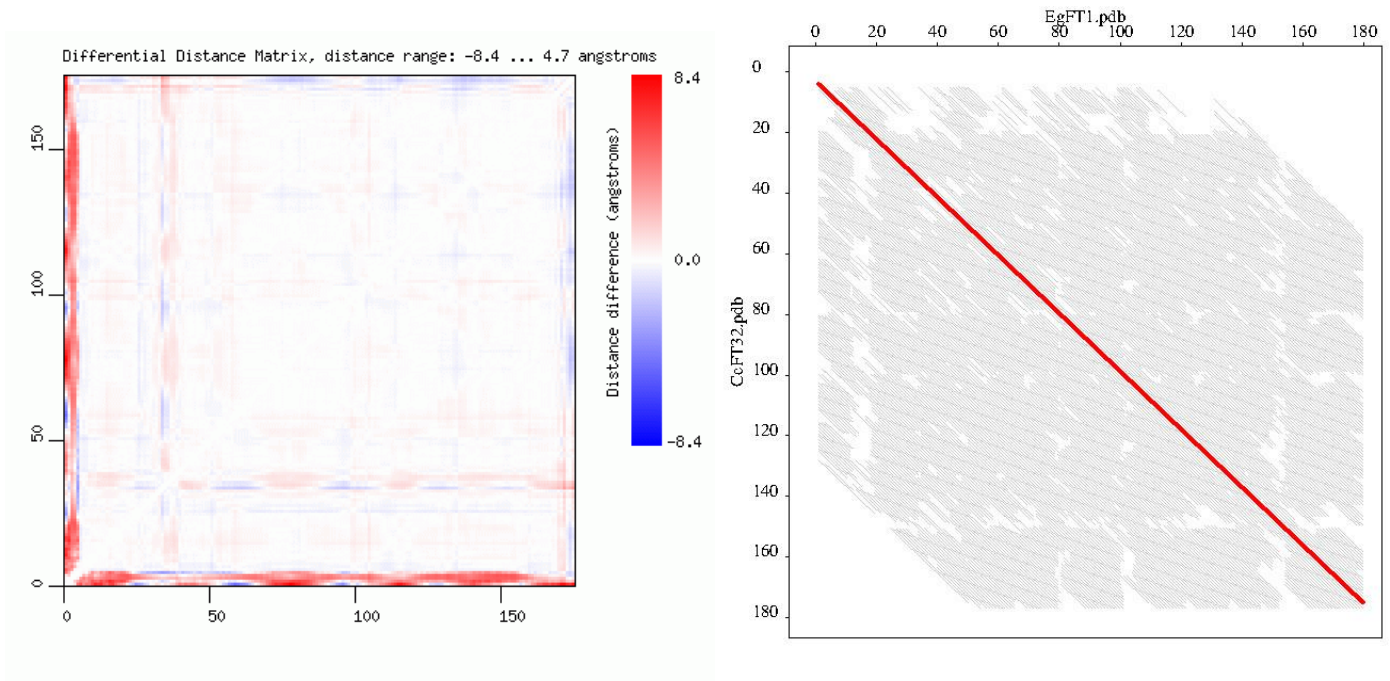 Differential Distance Matrix, distance range: -8.4 ... 4.7 angstroms
8.4
0.0
-8.4
Distance difference (angstroms)
150
100
50
0
0 50 100 150
EgFT1.pdb
0 20 40 60 80 100 120 140 160 180
CcFT32.pdb
0
20
40
60
80
100
120
140
160
180